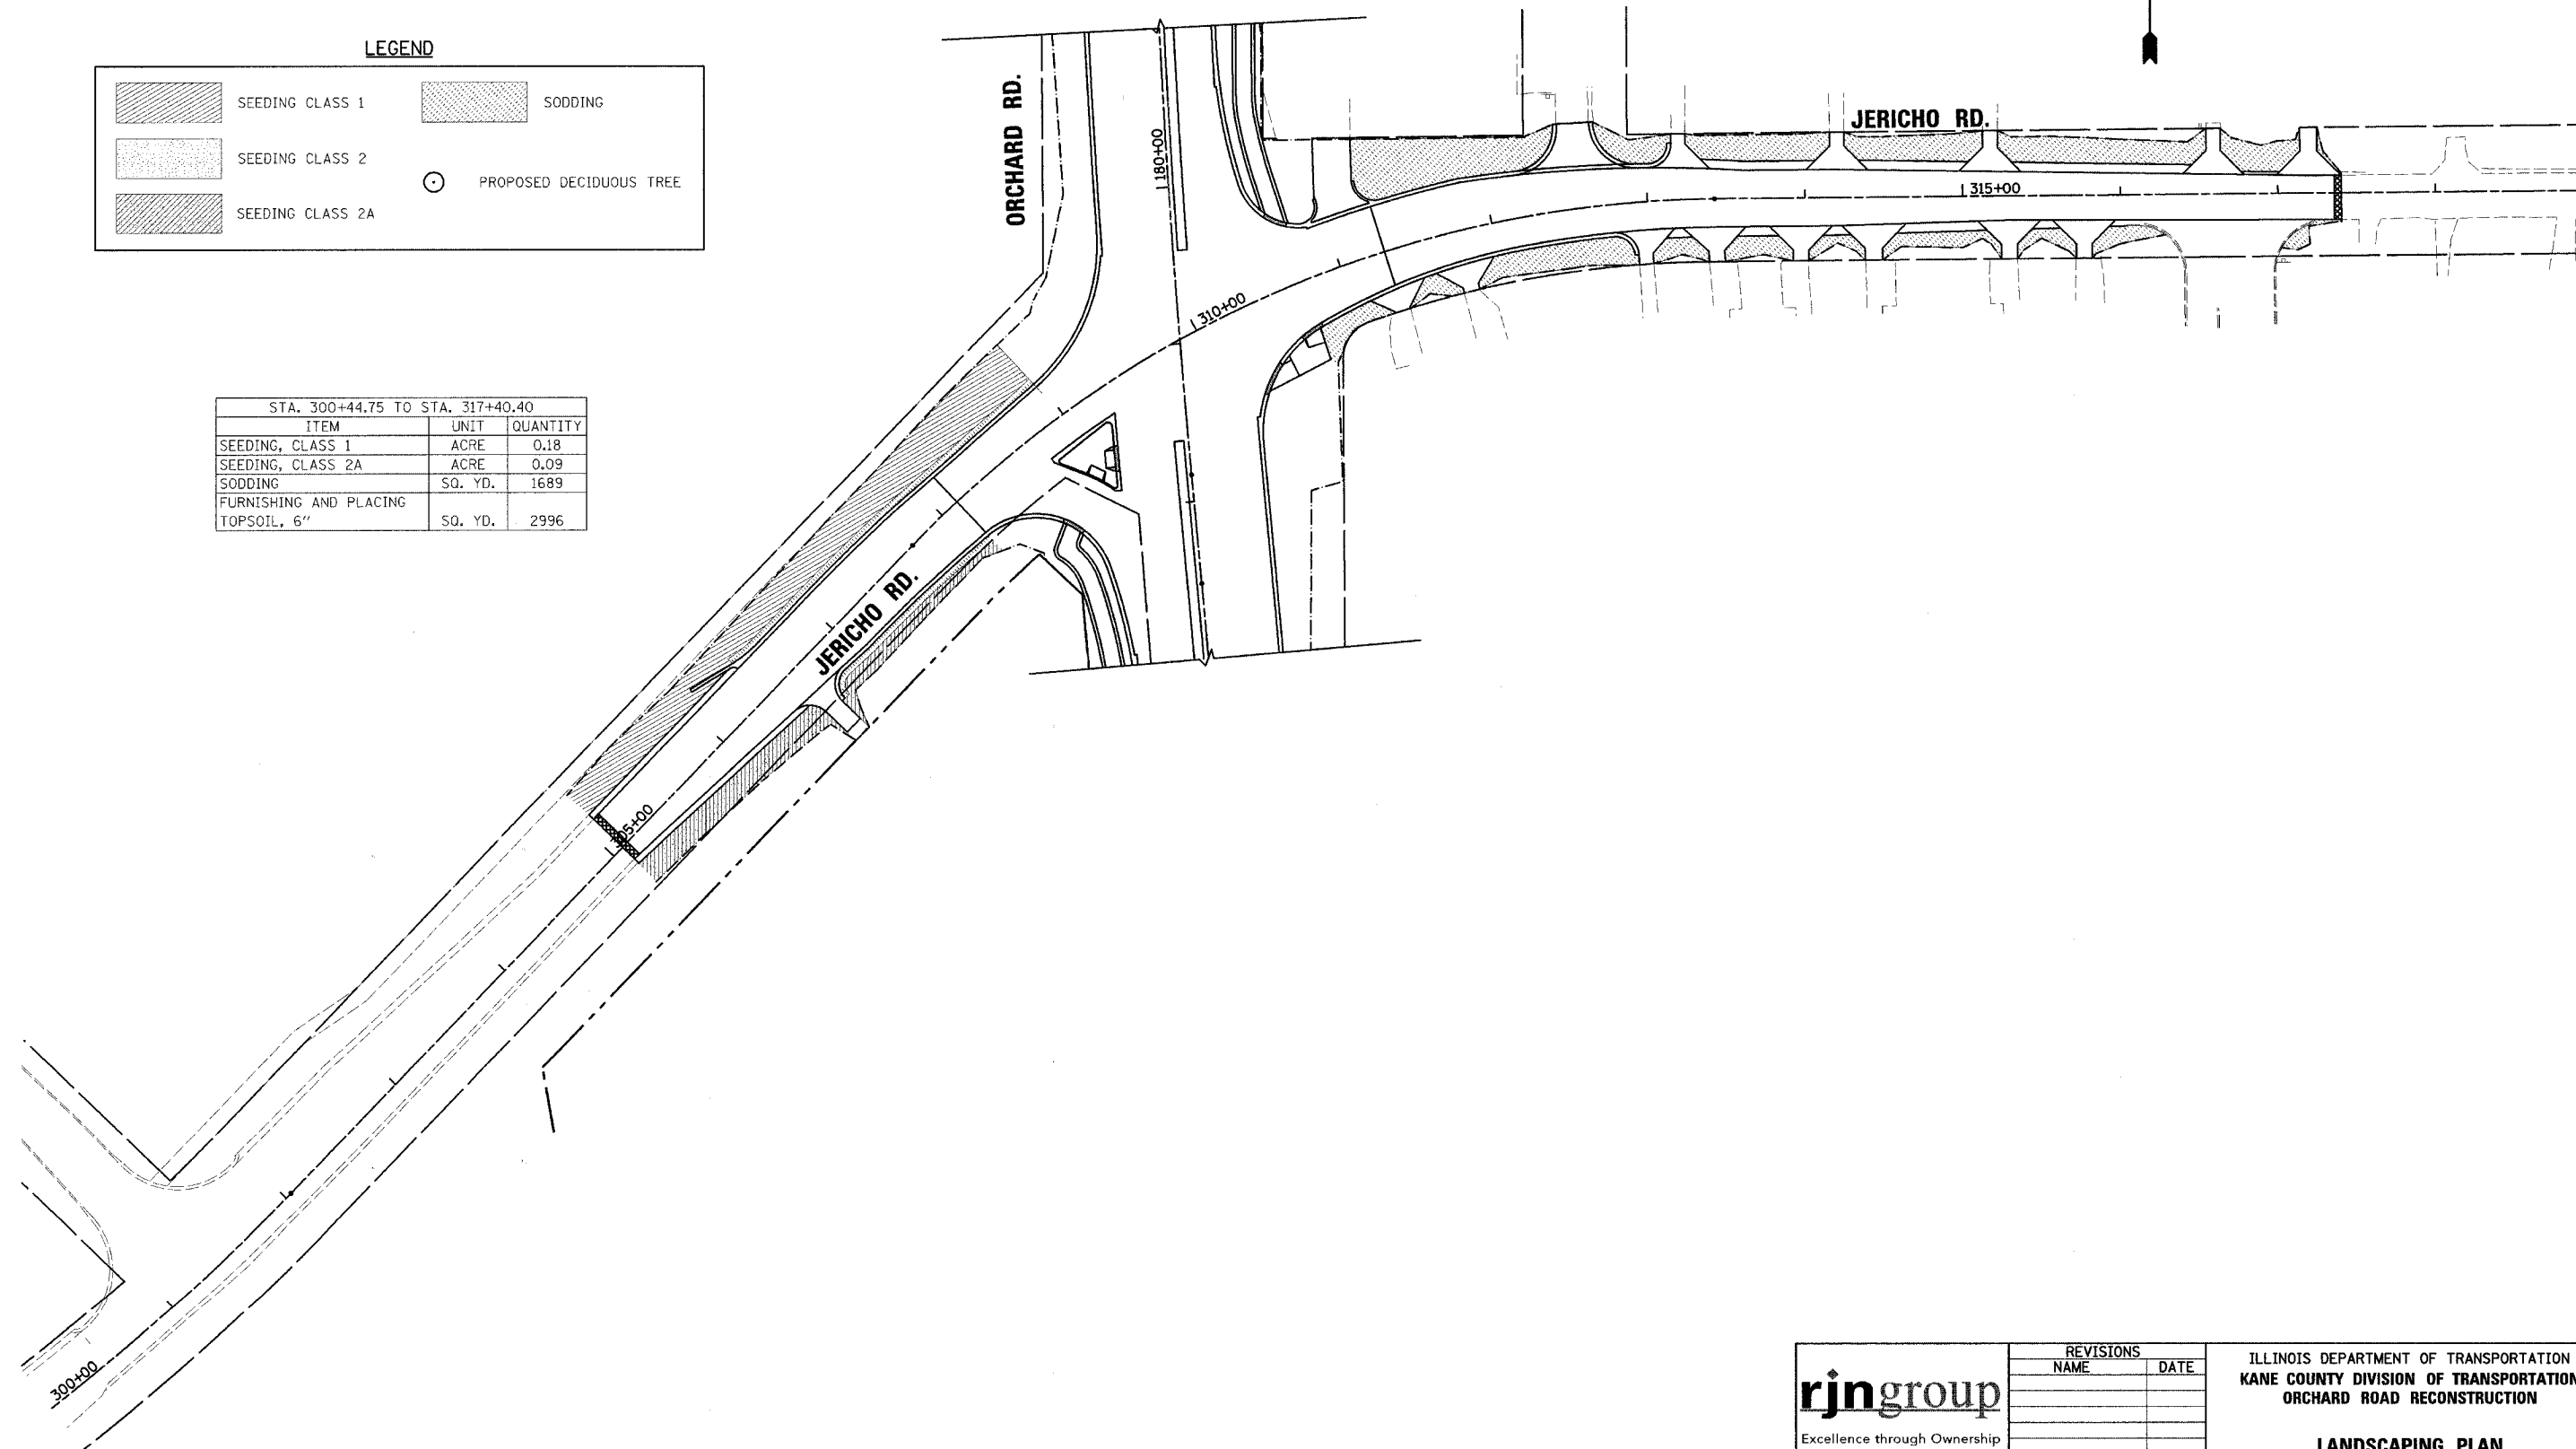 LEGEND
SEEDING CLASS 1
SODDING
SEEDING CLASS 2
PROPOSED DECIDUOUS TREE
SEEDING CLASS 2A
ORCHARD RD.
180+00
JERICHO RD.
315+00
310+00
STA. 300+44.75 TO STA. 317+40.40
ITEM UNIT QUANTITY
SEEDING, CLASS 1 ACRE 0.18
SEEDING, CLASS 2A ACRE 0.09
SODDING SQ. YD. 1689
FURNISHING AND PLACING
TOPSOIL, 6" SQ. YD. 2996
JERICHO RD.
05+00
300+00
rjngroup
Excellence through Ownership
REVISIONS
NAME DATE
ILLINOIS DEPARTMENT OF TRANSPORTATION
KANE COUNTY DIVISION OF TRANSPORTATION
ORCHARD ROAD RECONSTRUCTION
LANDSCAPING PLAN